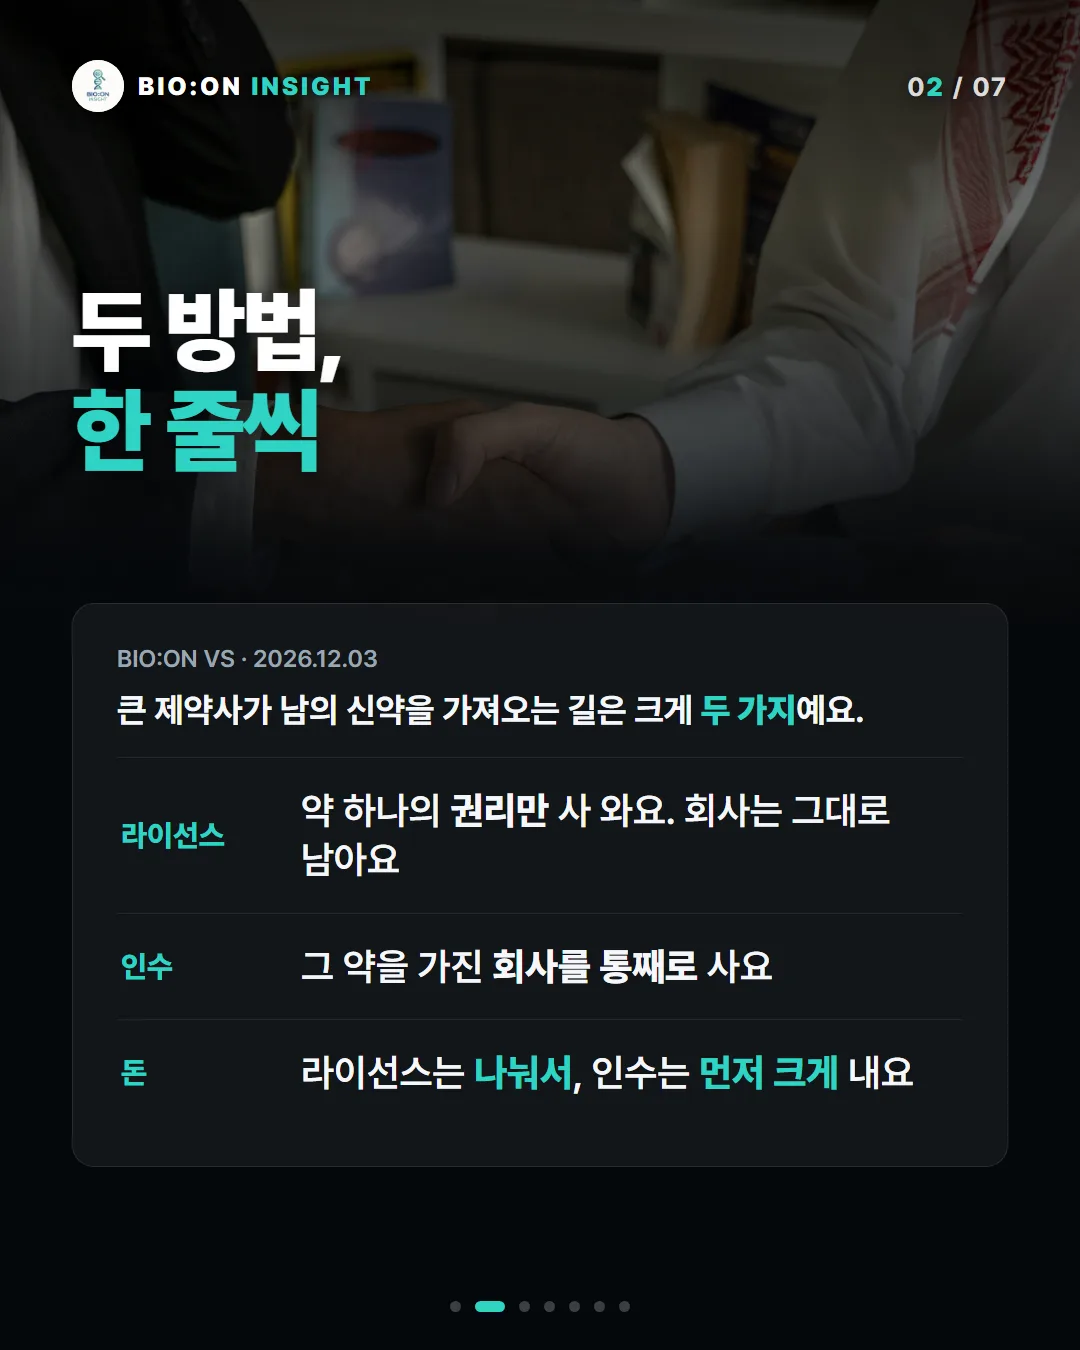 BIO:ON INSIGHT
BIO:ON INSIGHT
02 / 07
두 방법,
한 줄씩
BIO:ON VS · 2026.12.03
큰 제약사가 남의 신약을 가져오는 길은 크게 두 가지예요.
라이선스
약 하나의 권리만 사 와요. 회사는 그대로
남아요
인수
그 약을 가진 회사를 통째로 사요
돈
라이선스는 나눠서, 인수는 먼저 크게 내요